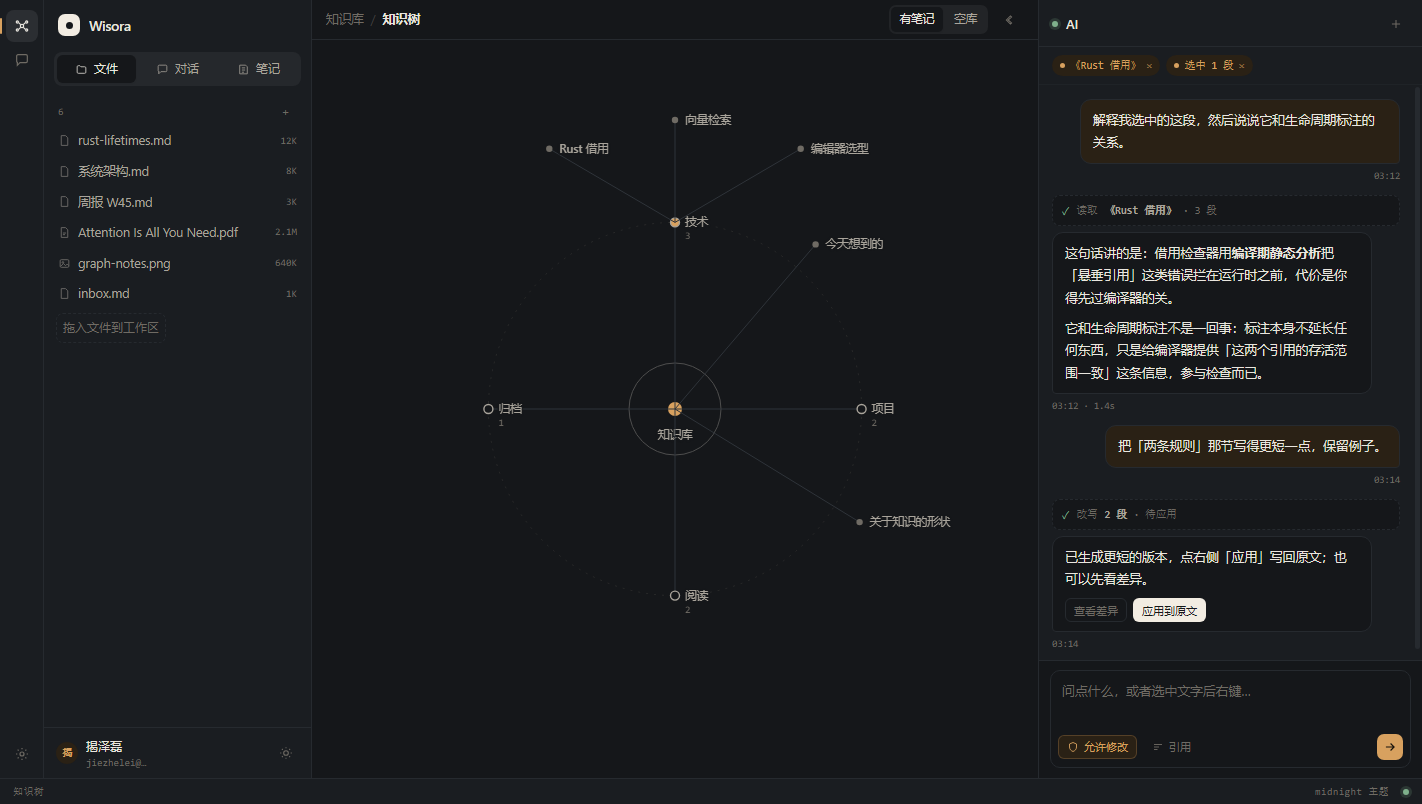 Wisora
文件
对话
笔记
6
rust-lifetimes.md
12K
系统架构.md
8K
周报 W45.md
3K
Attention Is All You Need.pdf
2.1M
graph-notes.png
640K
inbox.md
1K
拖入文件到工作区
揭泽磊
jiezhelei@…
知识库 / 知识树
有笔记
空库
向量检索
Rust 借用
编辑器选型
技术
3
今天想到的
归档
1
知识库
项目
2
关于知识的形状
阅读
2
AI
《Rust 借用》 ×
选中 1 段 ×
解释我选中的这段，然后说说它和生命周期标注的
关系。
03:12
✓ 读取 《Rust 借用》 · 3 段
这句话讲的是：借用检查器用编译期静态分析把
「悬垂引用」这类错误拦在运行时之前，代价是你
得先过编译器的关。
它和生命周期标注不是一回事：标注本身不延长任
何东西，只是给编译器提供「这两个引用的存活范
围一致」这条信息，参与检查而已。
03:12 · 1.4s
把「两条规则」那节写得更短一点，保留例子。
03:14
✓ 改写 2 段 · 待应用
已生成更短的版本，点右侧「应用」写回原文；也
可以先看差异。
查看差异
应用到原文
03:14
问点什么，或者选中文字后右键…
允许修改
引用
知识树
midnight 主题